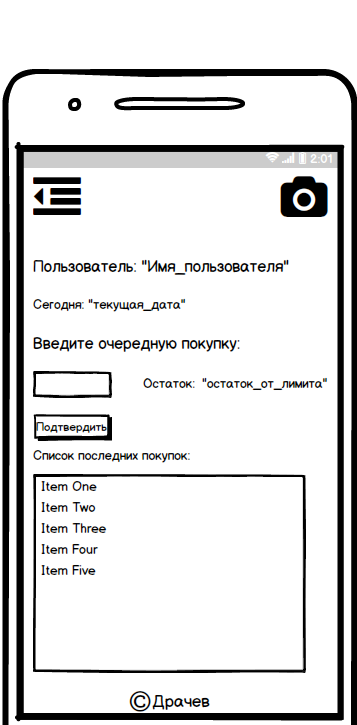 2:01
Пользователь: "Имя_пользователя"
Сегодня: "текущая_дата"
Введите очередную покупку:
Остаток: "остаток_от_лимита"
Подтвердить
Список последних покупок:
Item One
Item Two
Item Three
Item Four
Item Five
©Драчев